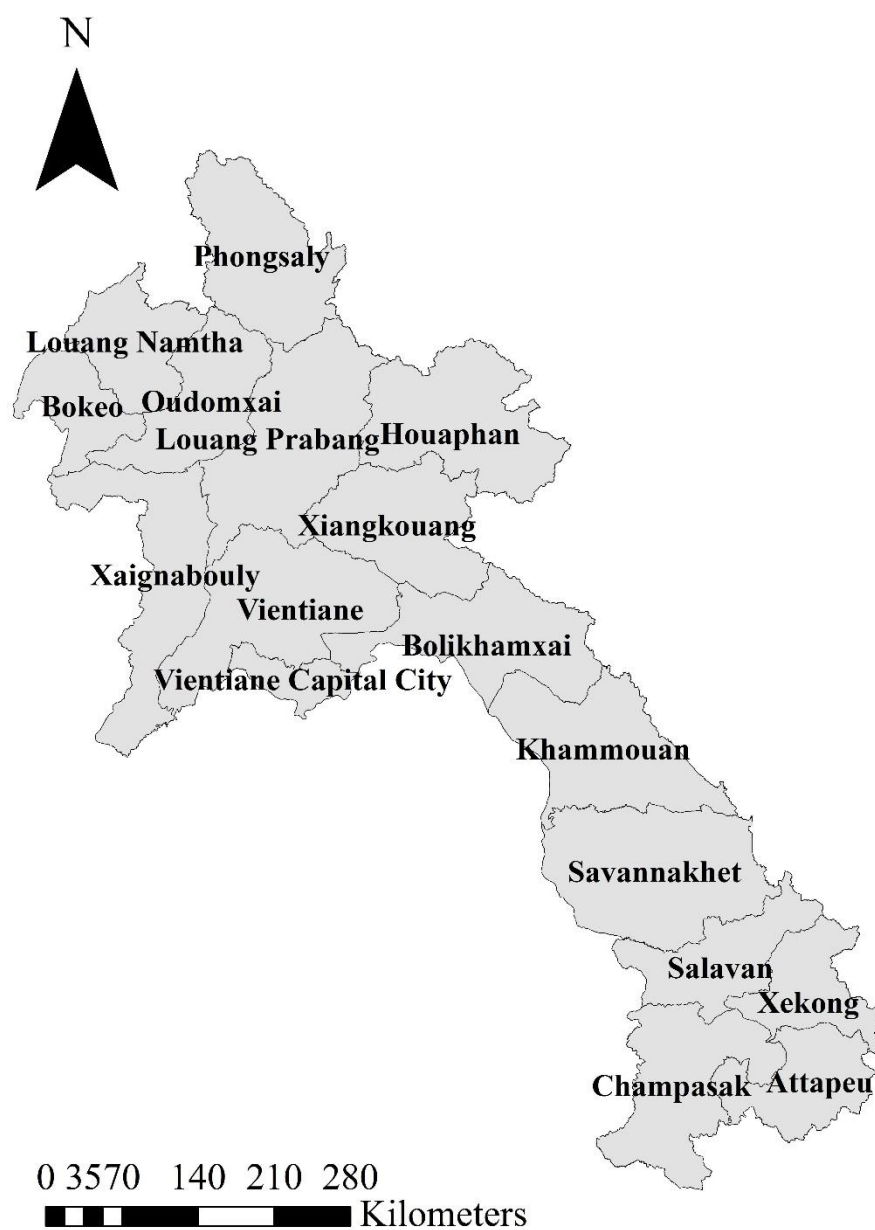 N
Phongsaly
Louang Namtha
Bokeo
Oudomxai
Louang Prabang
Houaphan
Xiangkouang
Xaignabouly
Vientiane
Bolikhamxai
Vientiane Capital City
Khammouan
Savannakhet
Salavan
Xekong
Champasak
Attapeu
0 3570 140 210 280
Kilometers